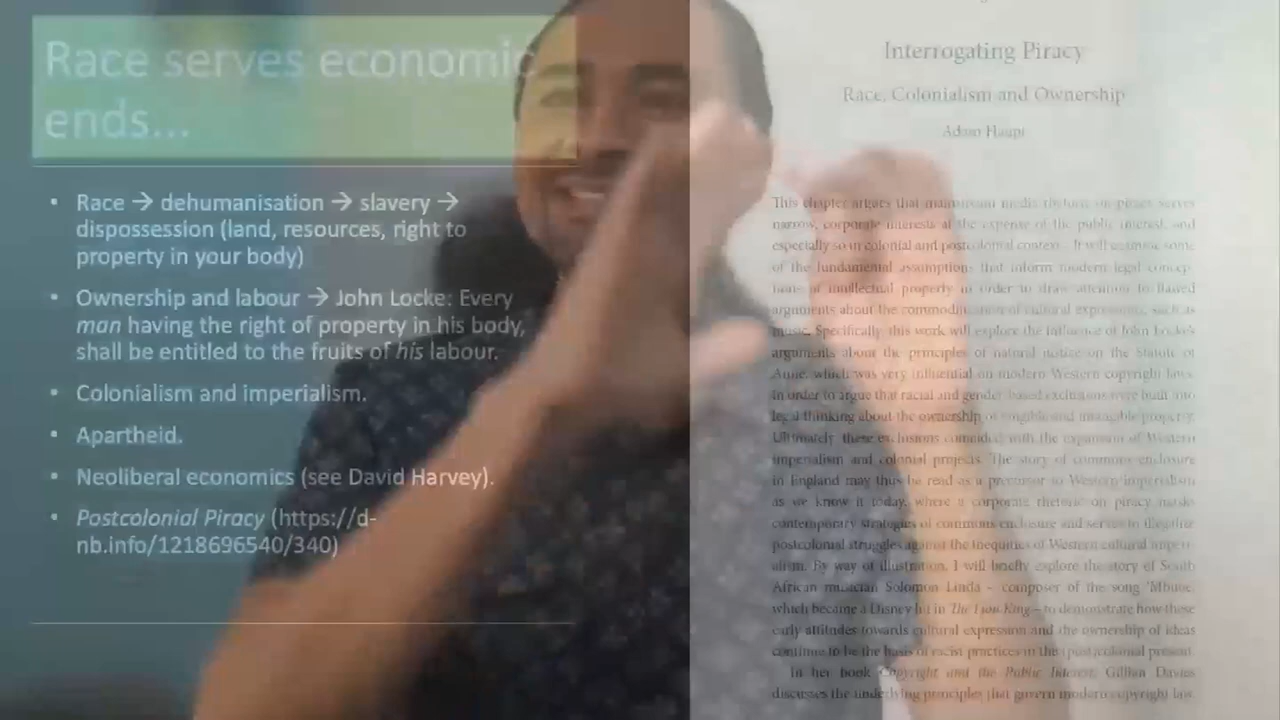 Race serves economic
ends...
• Race → dehumanisation → slavery →
dispossession (land, resources, right to
property in your body)
• Ownership and labour → John Locke: Every
man having the right of property in his body,
shall be entitled to the fruits of his labour.
• Colonialism and imperialism.
• Apartheid.
• Neoliberal economics (see David Harvey).
• Postcolonial Piracy (https://d-
nb.info/1218696540/340)
Interrogating Piracy
Race, Colonialism and Ownership
Adam Haupt
This chapter argues that mainstream media rhetoric on piracy serves
narrow, corporate interests at the expense of the public interest, and
especially so in colonial and postcolonial contexts. It will examine some
of the fundamental assumptions that inform modern legal concep-
tions of intellectual property in order to draw attention to flawed
arguments about the commodification of cultural expressions, such as
music. Specifically, this work will explore the influence of John Locke's
arguments about the principles of natural justice on the Statute of
Anne, which was very influential on modern Western copyright laws,
in order to argue that racial and gender-based exclusions were built into
legal thinking about the ownership of tangible and intangible property.
Ultimately, these exclusions coincided with the expansion of Western
imperialism and colonial projects. The story of commons enclosure
in England may thus be read as a precursor to Western imperialism
as we know it today, where a corporate rhetoric on piracy masks
contemporary strategies of commons enclosure and serves to illegitimate
postcolonial struggles against the inequities of Western cultural imperi-
alism. By way of illustration, I will briefly explore the story of South
African musician Solomon Linda – composer of the song 'Mbube,'
which became a Disney hit in The Lion King – to demonstrate how these
early attitudes towards cultural expression and the ownership of ideas
continue to be the basis of racist practices in the (post)colonial present.
In her book Copyright and the Public Interest, Gillian Davies
discusses the underlying principles that govern modern copyright law.